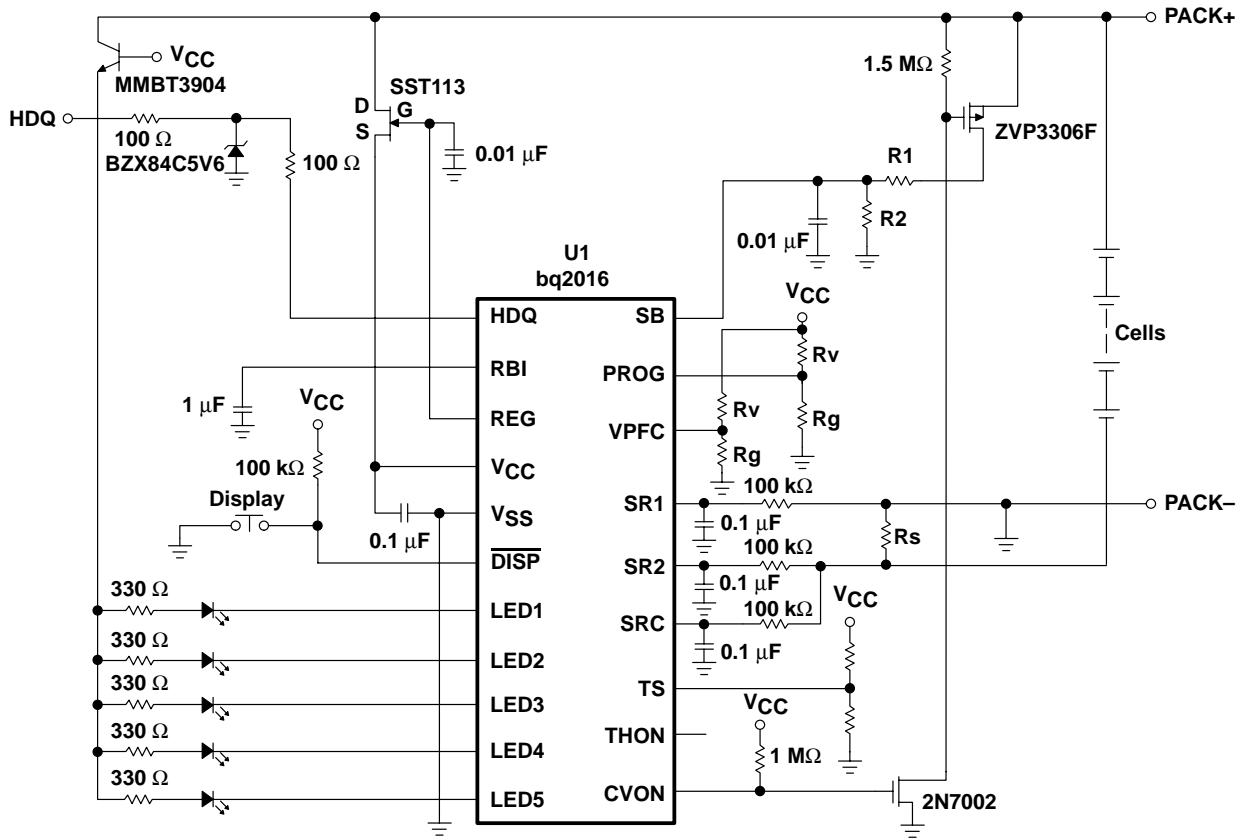 PACK+
VCC
MMBT3904
1.5 MΩ
SST113
D
G
S
ZVP3306F
HDQ
100 Ω
BZX84C5V6
100 Ω
0.01 μF
R1
R2
0.01 μF
U1
bq2016
VCC
HDQ
SB
Rv
Cells
RBI
PROG
1 μF
VCC
REG
Rv
Rg
VPFC
Rg
100 kΩ
VCC
100 kΩ
Display
SR1
PACK–
VSS
0.1 μF
0.1 μF
Rs
100 kΩ
DISP
SR2
0.1 μF
330 Ω
100 kΩ
VCC
LED1
SRC
0.1 μF
330 Ω
LED2
330 Ω
TS
VCC
LED3
330 Ω
THON
LED4
1 MΩ
330 Ω
LED5
CVON
2N7002